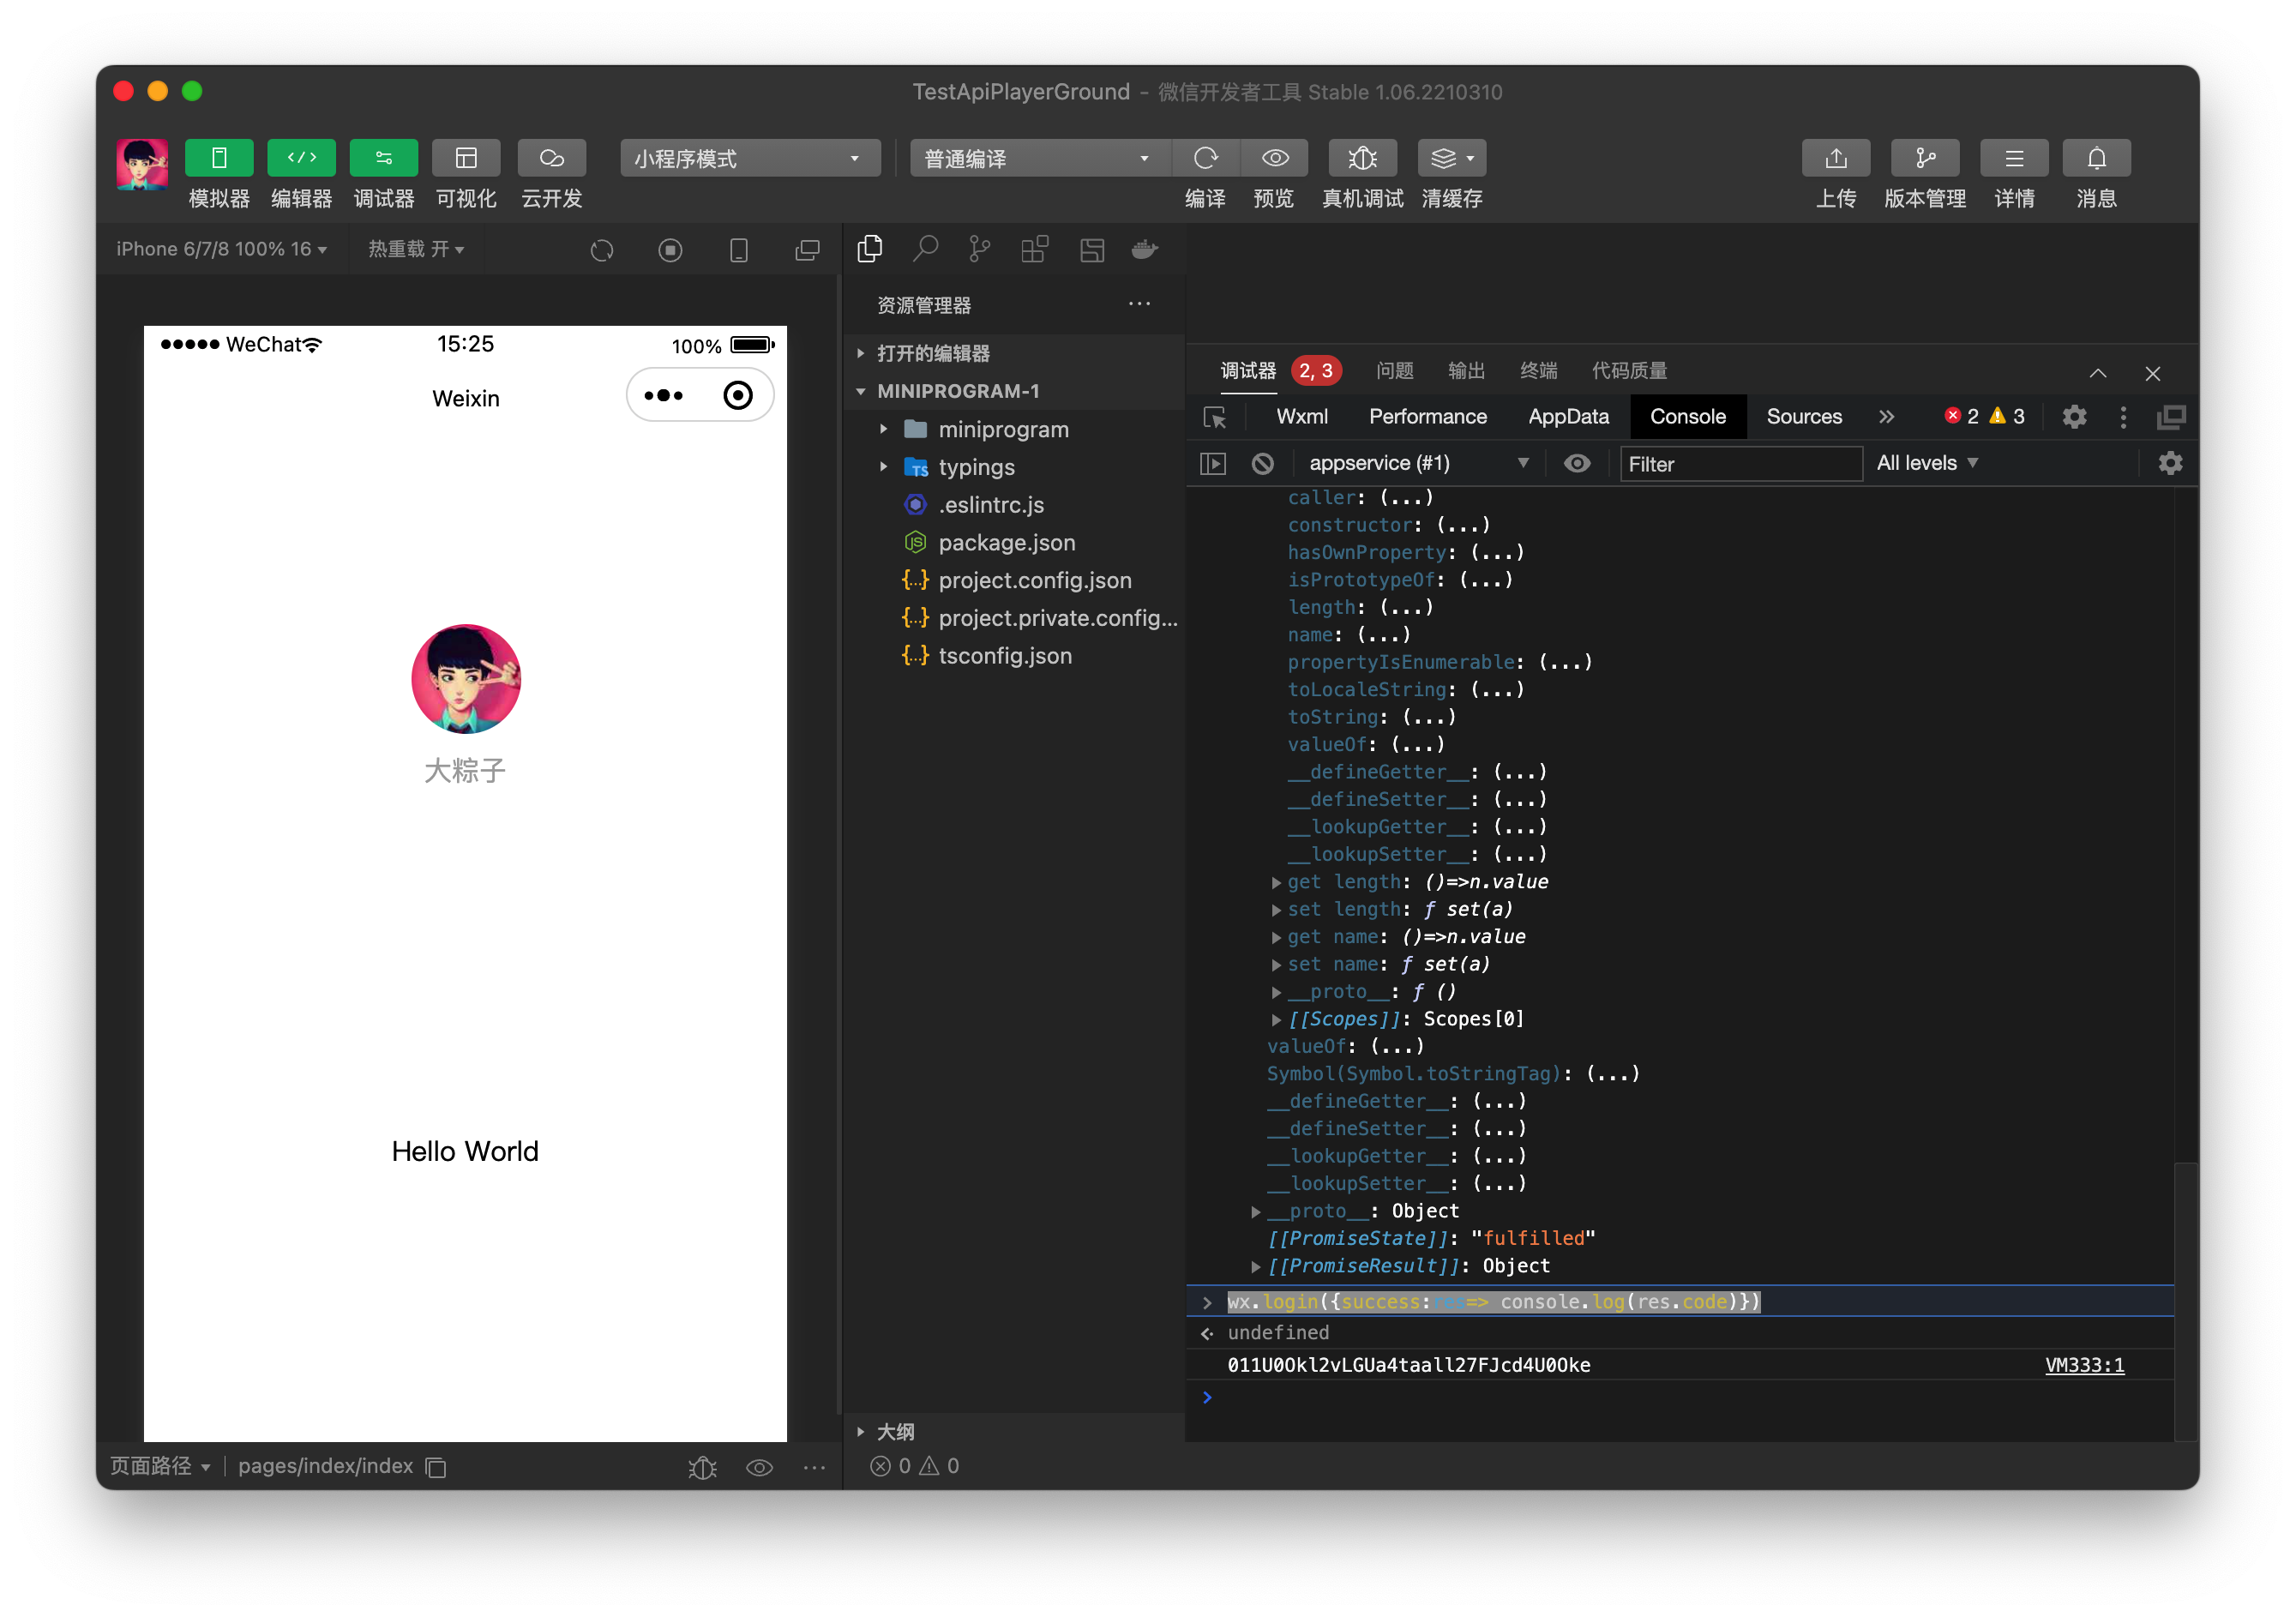 TestApiPlayerGround – 微信开发者工具 Stable 1.06.2210310
小程序模式
普通编译
模拟器 编辑器 调试器 可视化 云开发
编译 预览 真机调试 清缓存
上传 版本管理 详情 消息
iPhone 6/7/8 100% 16
热重载 开
WeChat
15:25
100%
Weixin
大粽子
Hello World
页面路径
pages/index/index
资源管理器
打开的编辑器
MINIPROGRAM-1
miniprogram
TS
typings
.eslintrc.js
JS
package.json
{...} project.config.json
{...} project.private.config...
{...} tsconfig.json
大纲
0 0
调试器 2, 3 问题 输出 终端 代码质量
Wxml Performance AppData Console Sources » 2 3
appservice (#1)
Filter
All levels
caller: (...)
constructor: (...)
hasOwnProperty: (...)
isPrototypeOf: (...)
length: (...)
name: (...)
propertyIsEnumerable: (...)
toLocaleString: (...)
toString: (...)
valueOf: (...)
__defineGetter__: (...)
__defineSetter__: (...)
__lookupGetter__: (...)
__lookupSetter__: (...)
get length: ()=>n.value
set length: ƒ set(a)
get name: ()=>n.value
set name: ƒ set(a)
__proto__: ƒ ()
[[Scopes]]: Scopes[0]
valueOf: (...)
Symbol(Symbol.toStringTag): (...)
__defineGetter__: (...)
__defineSetter__: (...)
__lookupGetter__: (...)
__lookupSetter__: (...)
__proto__: Object
[[PromiseState]]: "fulfilled"
[[PromiseResult]]: Object
> wx.login({success:res=> console.log(res.code)})
undefined
011U0Okl2vLGUa4taall27FJcd4U0Oke VM333:1
>